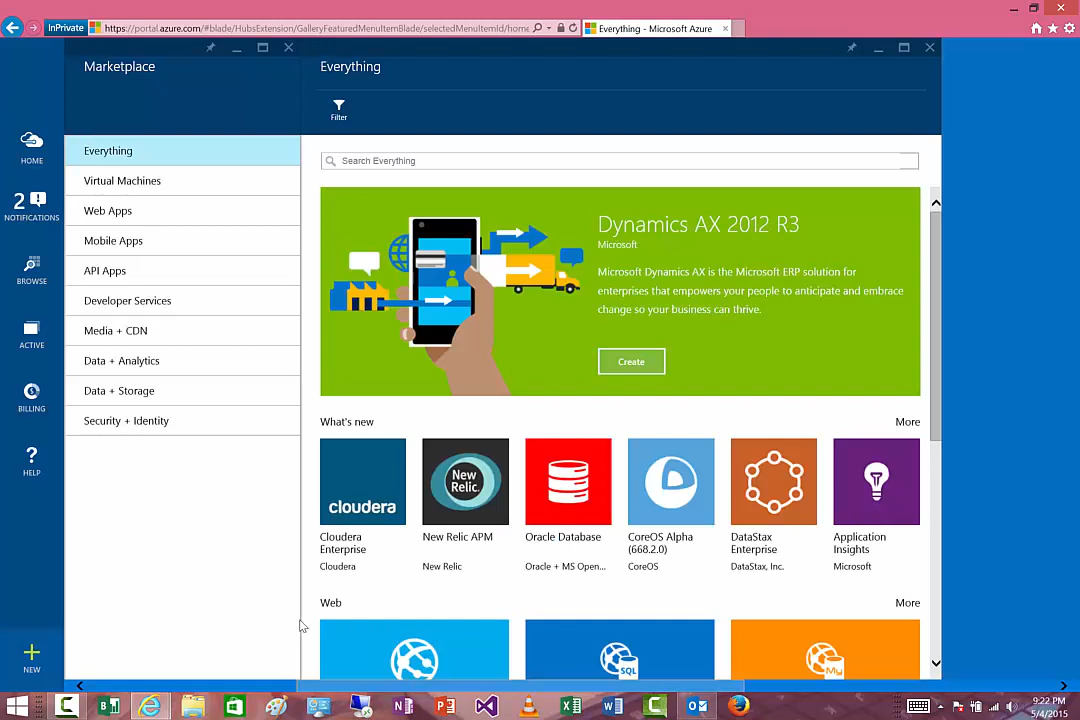 InPrivate
https://portal.azure.com/#blade/HubsExtension/GalleryFeaturedMenuItemBlade/selectedMenuItemId/home
Everything - Microsoft Azure
Marketplace
Everything
Filter
Search Everything
HOME
2
NOTIFICATIONS
BROWSE
ACTIVE
BILLING
HELP
NEW
Everything
Virtual Machines
Web Apps
Mobile Apps
API Apps
Developer Services
Media + CDN
Data + Analytics
Data + Storage
Security + Identity
Dynamics AX 2012 R3
Microsoft
Microsoft Dynamics AX is the Microsoft ERP solution for
enterprises that empowers your people to anticipate and embrace
change so your business can thrive.
Create
What's new
More
cloudera
New
Relic.
Cloudera
Enterprise
Cloudera
New Relic APM
New Relic
Oracle Database
Oracle + MS Open...
CoreOS Alpha
(668.2.0)
CoreOS
DataStax
Enterprise
DataStax, Inc.
Application
Insights
Microsoft
Web
More
SQL
My
9:22 PM
5/4/2015